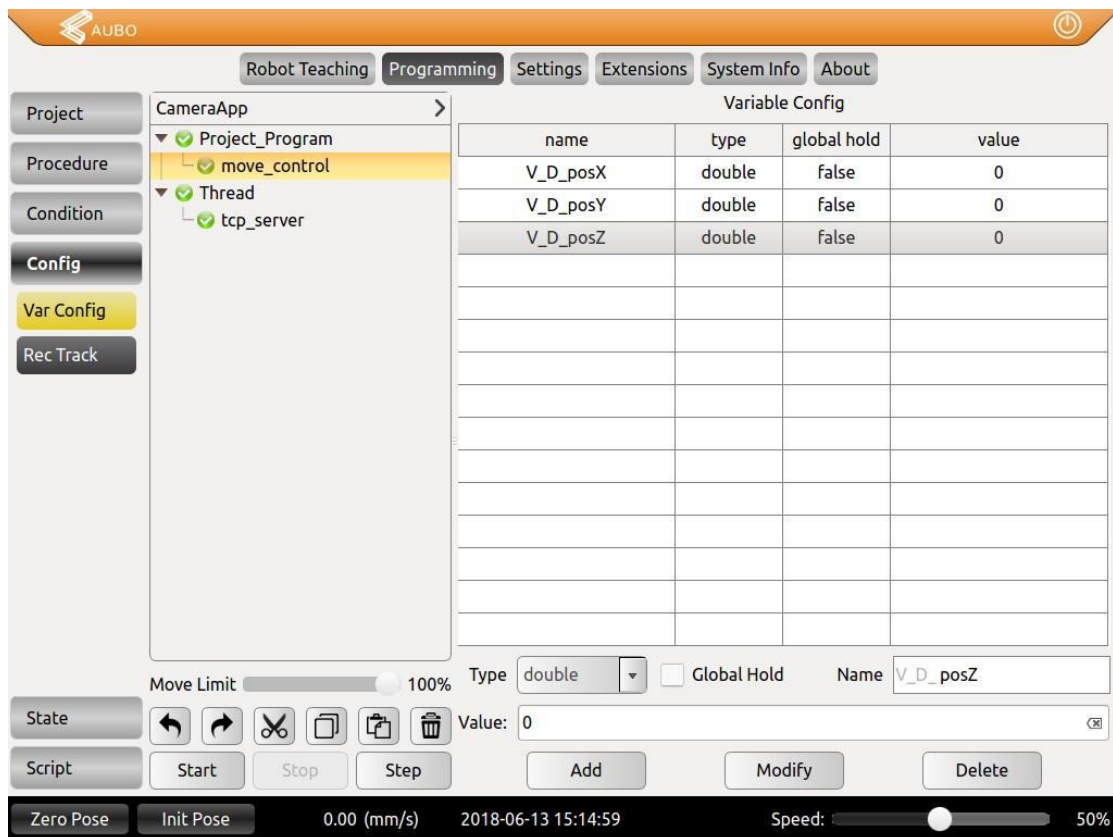 AUBO
Robot Teaching Programming Settings Extensions System Info About
Project
Procedure
Condition
Config
Var Config
Rec Track
State
Script
CameraApp
Project_Program
move_control
Thread
tcp_server
Move Limit 100%
Start Stop Step
Variable Config
name type global hold value
V_D_posX double false 0
V_D_posY double false 0
V_D_posZ double false 0
Type double Global Hold Name V_D_ posZ
Value: 0
Add Modify Delete
Zero Pose Init Pose 0.00 (mm/s) 2018-06-13 15:14:59 Speed: 50%